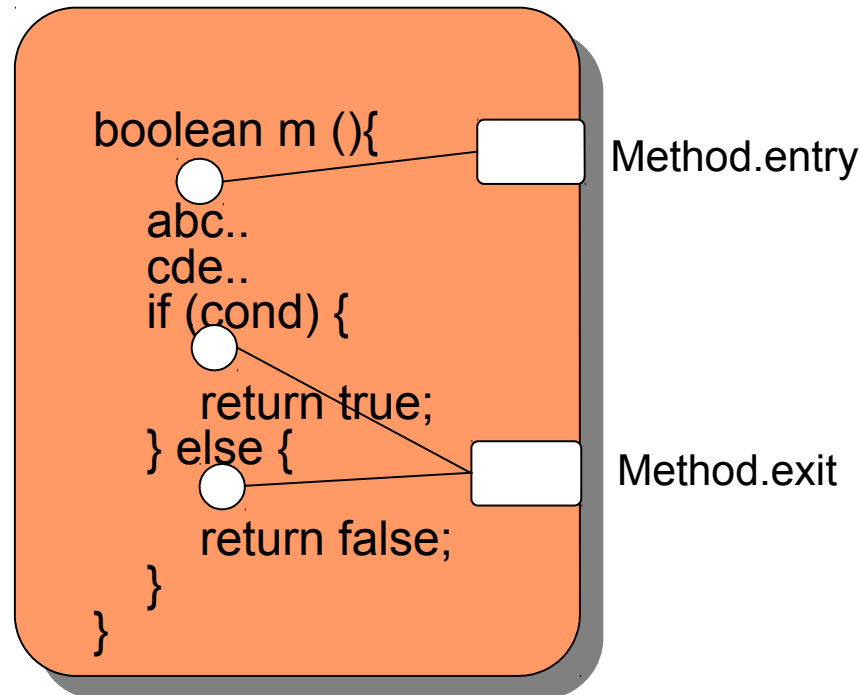 boolean m (){
Method.entry
abc..
cde..
if (cond) {
return true;
} else {
Method.exit
return false;
}
}